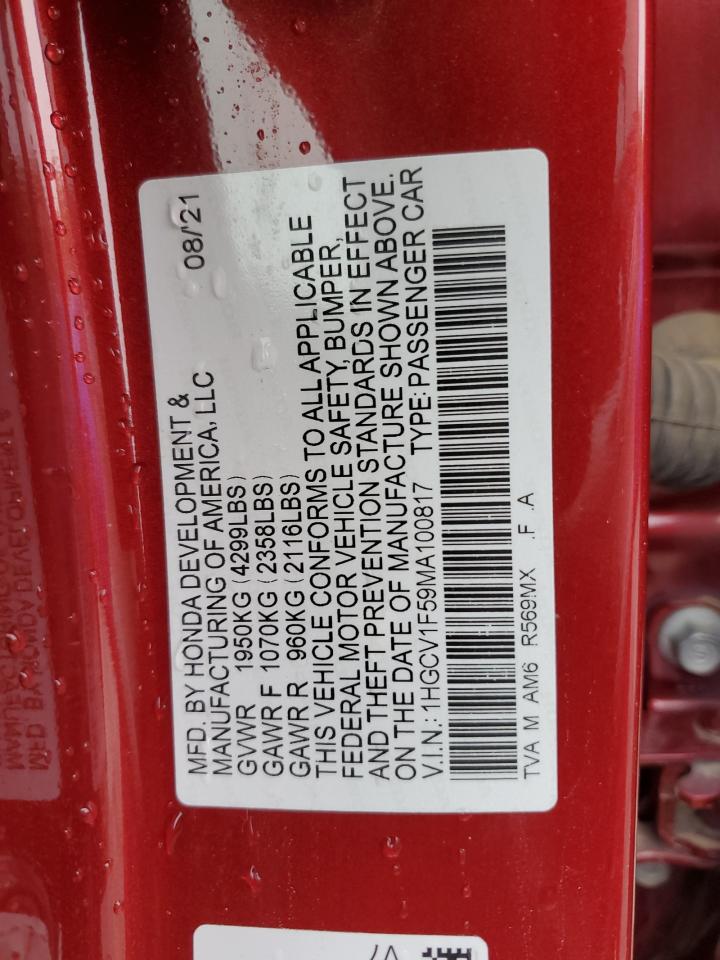 MFD. BY HONDA DEVELOPMENT & 08/'21
MANUFACTURING OF AMERICA, LLC
GVWR 1950KG (4299LBS)
GAWR F 1070KG (2358LBS)
GAWR R 960KG (2116LBS)
THIS VEHICLE CONFORMS TO ALL APPLICABLE
FEDERAL MOTOR VEHICLE SAFETY, BUMPER,
AND THEFT PREVENTION STANDARDS IN EFFECT
ON THE DATE OF MANUFACTURE SHOWN ABOVE.
V.I.N.: 1HGCV1F59MA100817 TYPE: PASSENGER CAR
TVA M AM6 R569MX .F .A